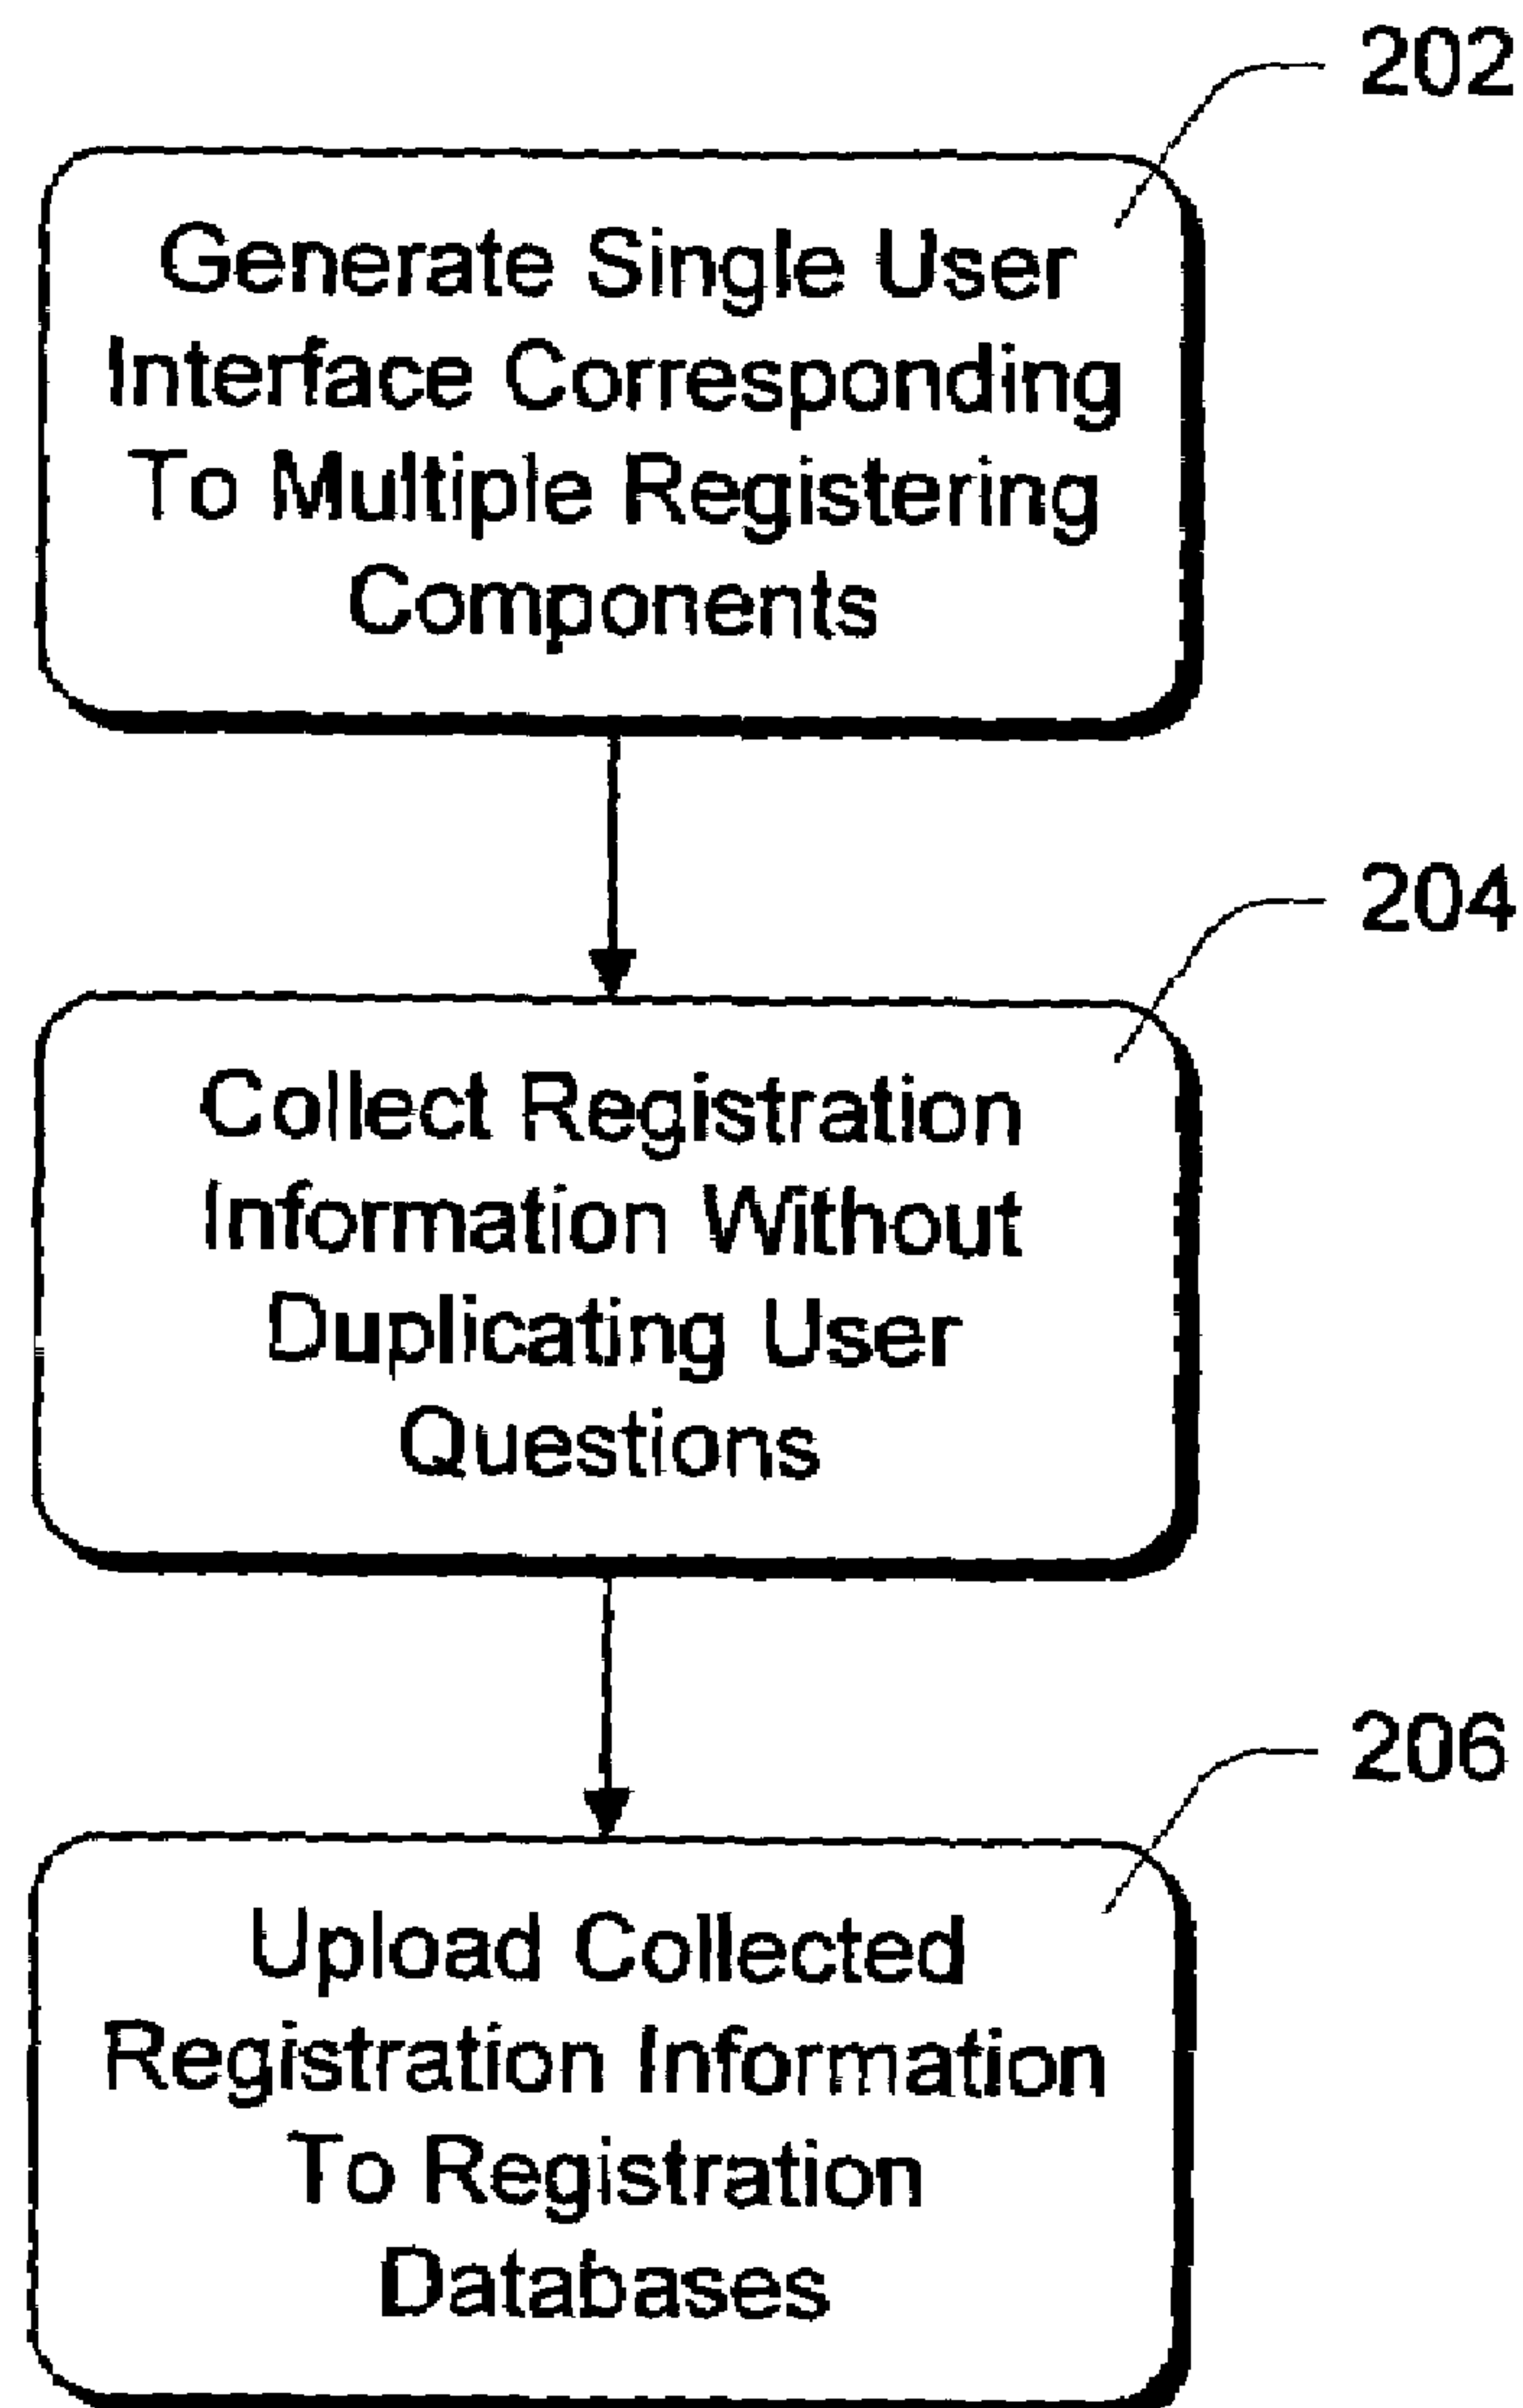 202
Generate Single User
Interface Corresponding
To Multiple Registering
Components
204
Collect Registration
Information Without
Duplicating User
Questions
206
Upload Collected
Registration Information
To Registration
Databases